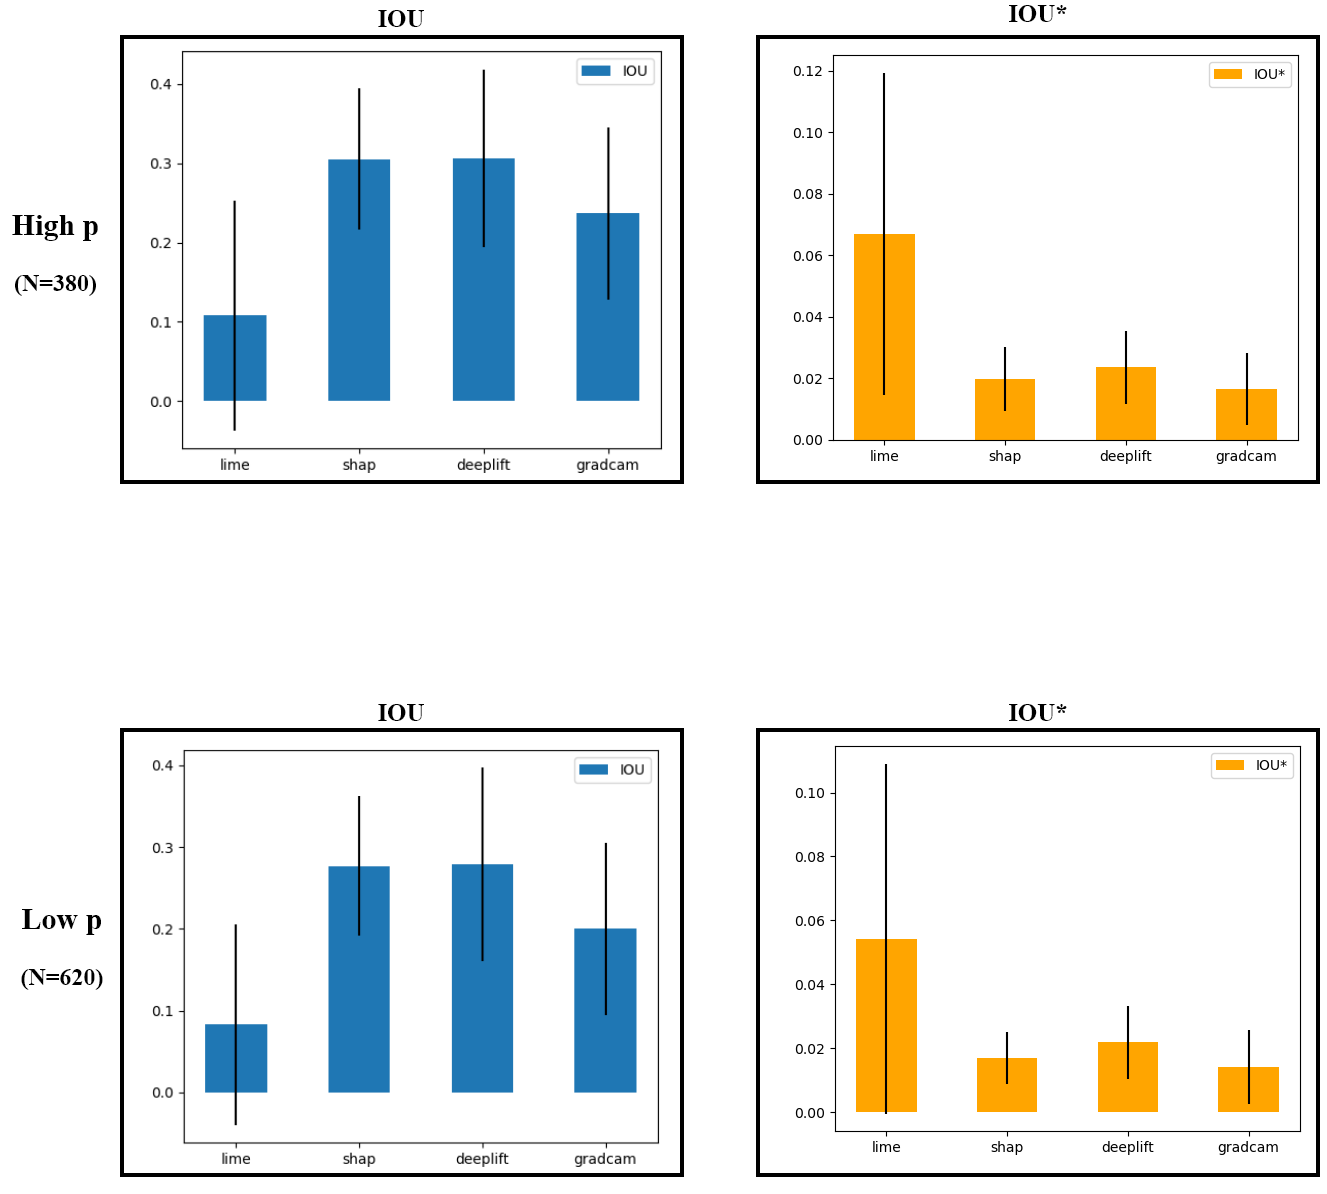 IOU
IOU*
High p
(N=380)
IOU
0.4
0.3
0.2
0.1
0.0
lime shap deeplift gradcam
IOU*
0.12
0.10
0.08
0.06
0.04
0.02
0.00
lime shap deeplift gradcam
IOU
IOU*
Low p
(N=620)
IOU
0.4
0.3
0.2
0.1
0.0
lime shap deeplift gradcam
IOU*
0.10
0.08
0.06
0.04
0.02
0.00
lime shap deeplift gradcam